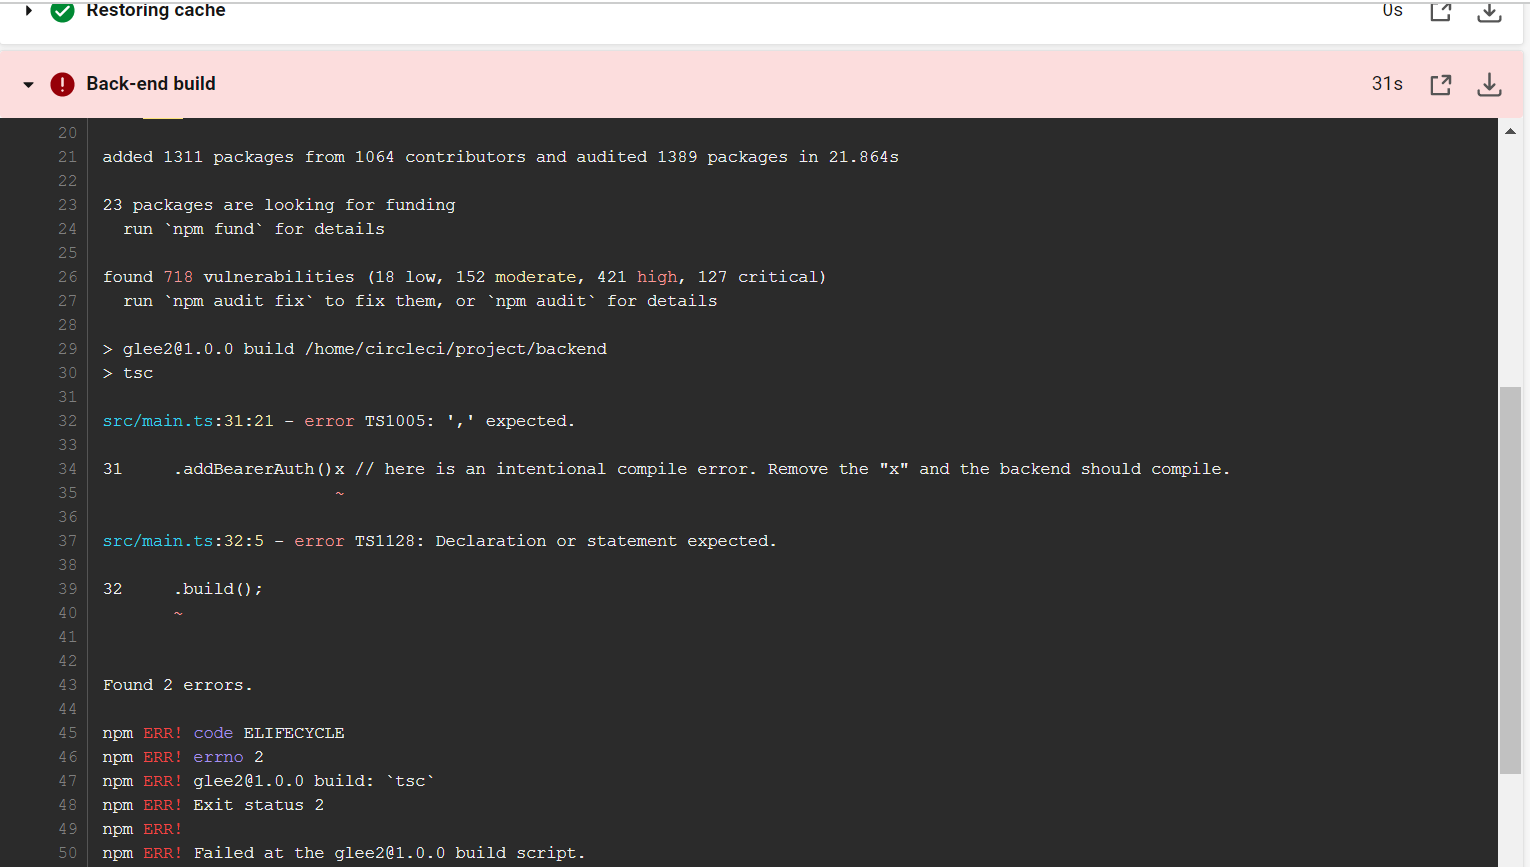 Restoring cache 0s
Back-end build 31s
20
21 added 1311 packages from 1064 contributors and audited 1389 packages in 21.864s
22
23 23 packages are looking for funding
24 run `npm fund` for details
25
26 found 718 vulnerabilities (18 low, 152 moderate, 421 high, 127 critical)
27 run `npm audit fix` to fix them, or `npm audit` for details
28
29 > glee2@1.0.0 build /home/circleci/project/backend
30 > tsc
31
32 src/main.ts:31:21 - error TS1005: ',' expected.
33
34 31 .addBearerAuth()x // here is an intentional compile error. Remove the "x" and the backend should compile.
35 ~
36
37 src/main.ts:32:5 - error TS1128: Declaration or statement expected.
38
39 32 .build();
40 ~
41
42
43 Found 2 errors.
44
45 npm ERR! code ELIFECYCLE
46 npm ERR! errno 2
47 npm ERR! glee2@1.0.0 build: `tsc`
48 npm ERR! Exit status 2
49 npm ERR!
50 npm ERR! Failed at the glee2@1.0.0 build script.